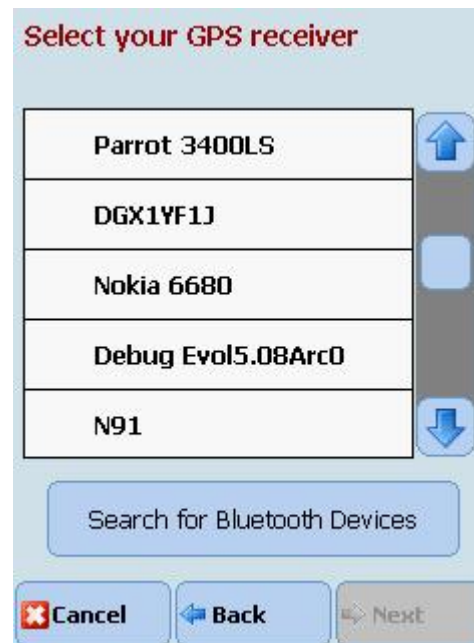 Select your GPS receiver
Parrot 3400LS
DGX1YF1J
Nokia 6680
Debug Evol5.08Arc0
N91
Search for Bluetooth Devices
Cancel Back Next